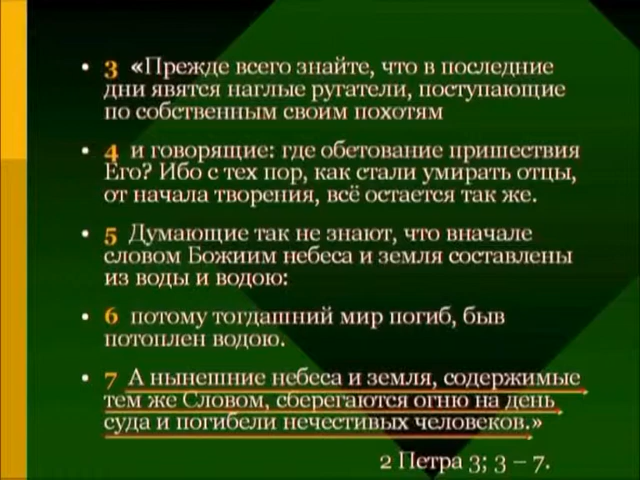 • 3 «Прежде всего знайте, что в последние
дни явятся наглые ругатели, поступающие
по собственным своим похотям
• 4 и говорящие: где обетование пришествия
Его? Ибо с тех пор, как стали умирать отцы,
от начала творения, всё остается так же.
• 5 Думающие так не знают, что вначале
словом Божиим небеса и земля составлены
из воды и водою:
• 6 потому тогдашний мир погиб, быв
потоплен водою.
• 7 А нынешние небеса и земля, содержимые
тем же Словом, сберегаются огню на день
суда и погибели нечестивых человеков.»
2 Петра 3; 3 – 7.